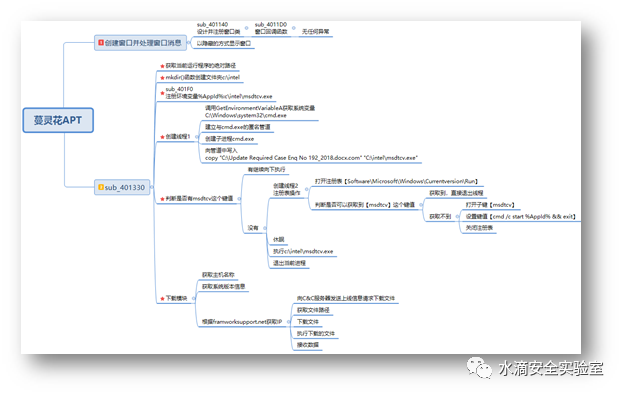 蔓灵花APT
创建窗口并处理窗口消息
sub_401140
设计并注册窗口类
sub_4011D0
窗口回调函数
无任何异常
以隐藏的方式显示窗口
sub_401330
获取当前运行程序的绝对路径
mkdir()函数创建文件夹c\intel
sub_401F0
注册环境变量%AppId%c\intel\msdtcv.exe
创建线程1
调用GetEnvironmentVariableA获取系统变量
C:\Windows\system32\cmd.exe
建立与cmd.exe的匿名管道
创建子进程cmd.exe
向管道中写入
copy "C:\Update Required Case Enq No 192_2018.docx.com" "C:\intel\msdtcv.exe"
判断是否有msdtcv这个键值
有继续向下执行
没有
创建线程2
注册表操作
打开注册表【Software\Microsoft\Windows\Currentversion\Run】
判断是否可以获取到【msdtcv】这个键值
获取到、直接退出线程
获取不到
打开子键【msdtcv】
设置键值【cmd /c start %AppId% && exit】
关闭注册表
休眠
执行c:\intel\msdtcv.exe
退出当前进程
下载模块
获取主机名称
获取系统版本信息
根据framworksupport.net获取IP
向C&C服务器发送上线信息请求下载文件
获取文件路径
下载文件
执行下载的文件
接收数据
水滴安全实验室